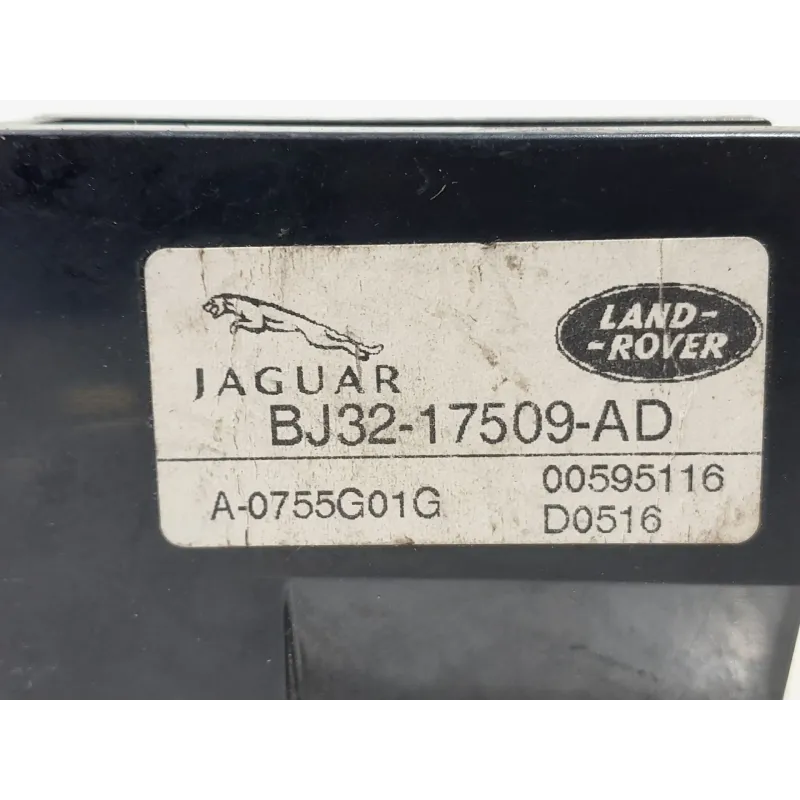 LAND-
-ROVER
JAGUAR
BJ32-17509-AD
A-0755G01G
00595116
D0516